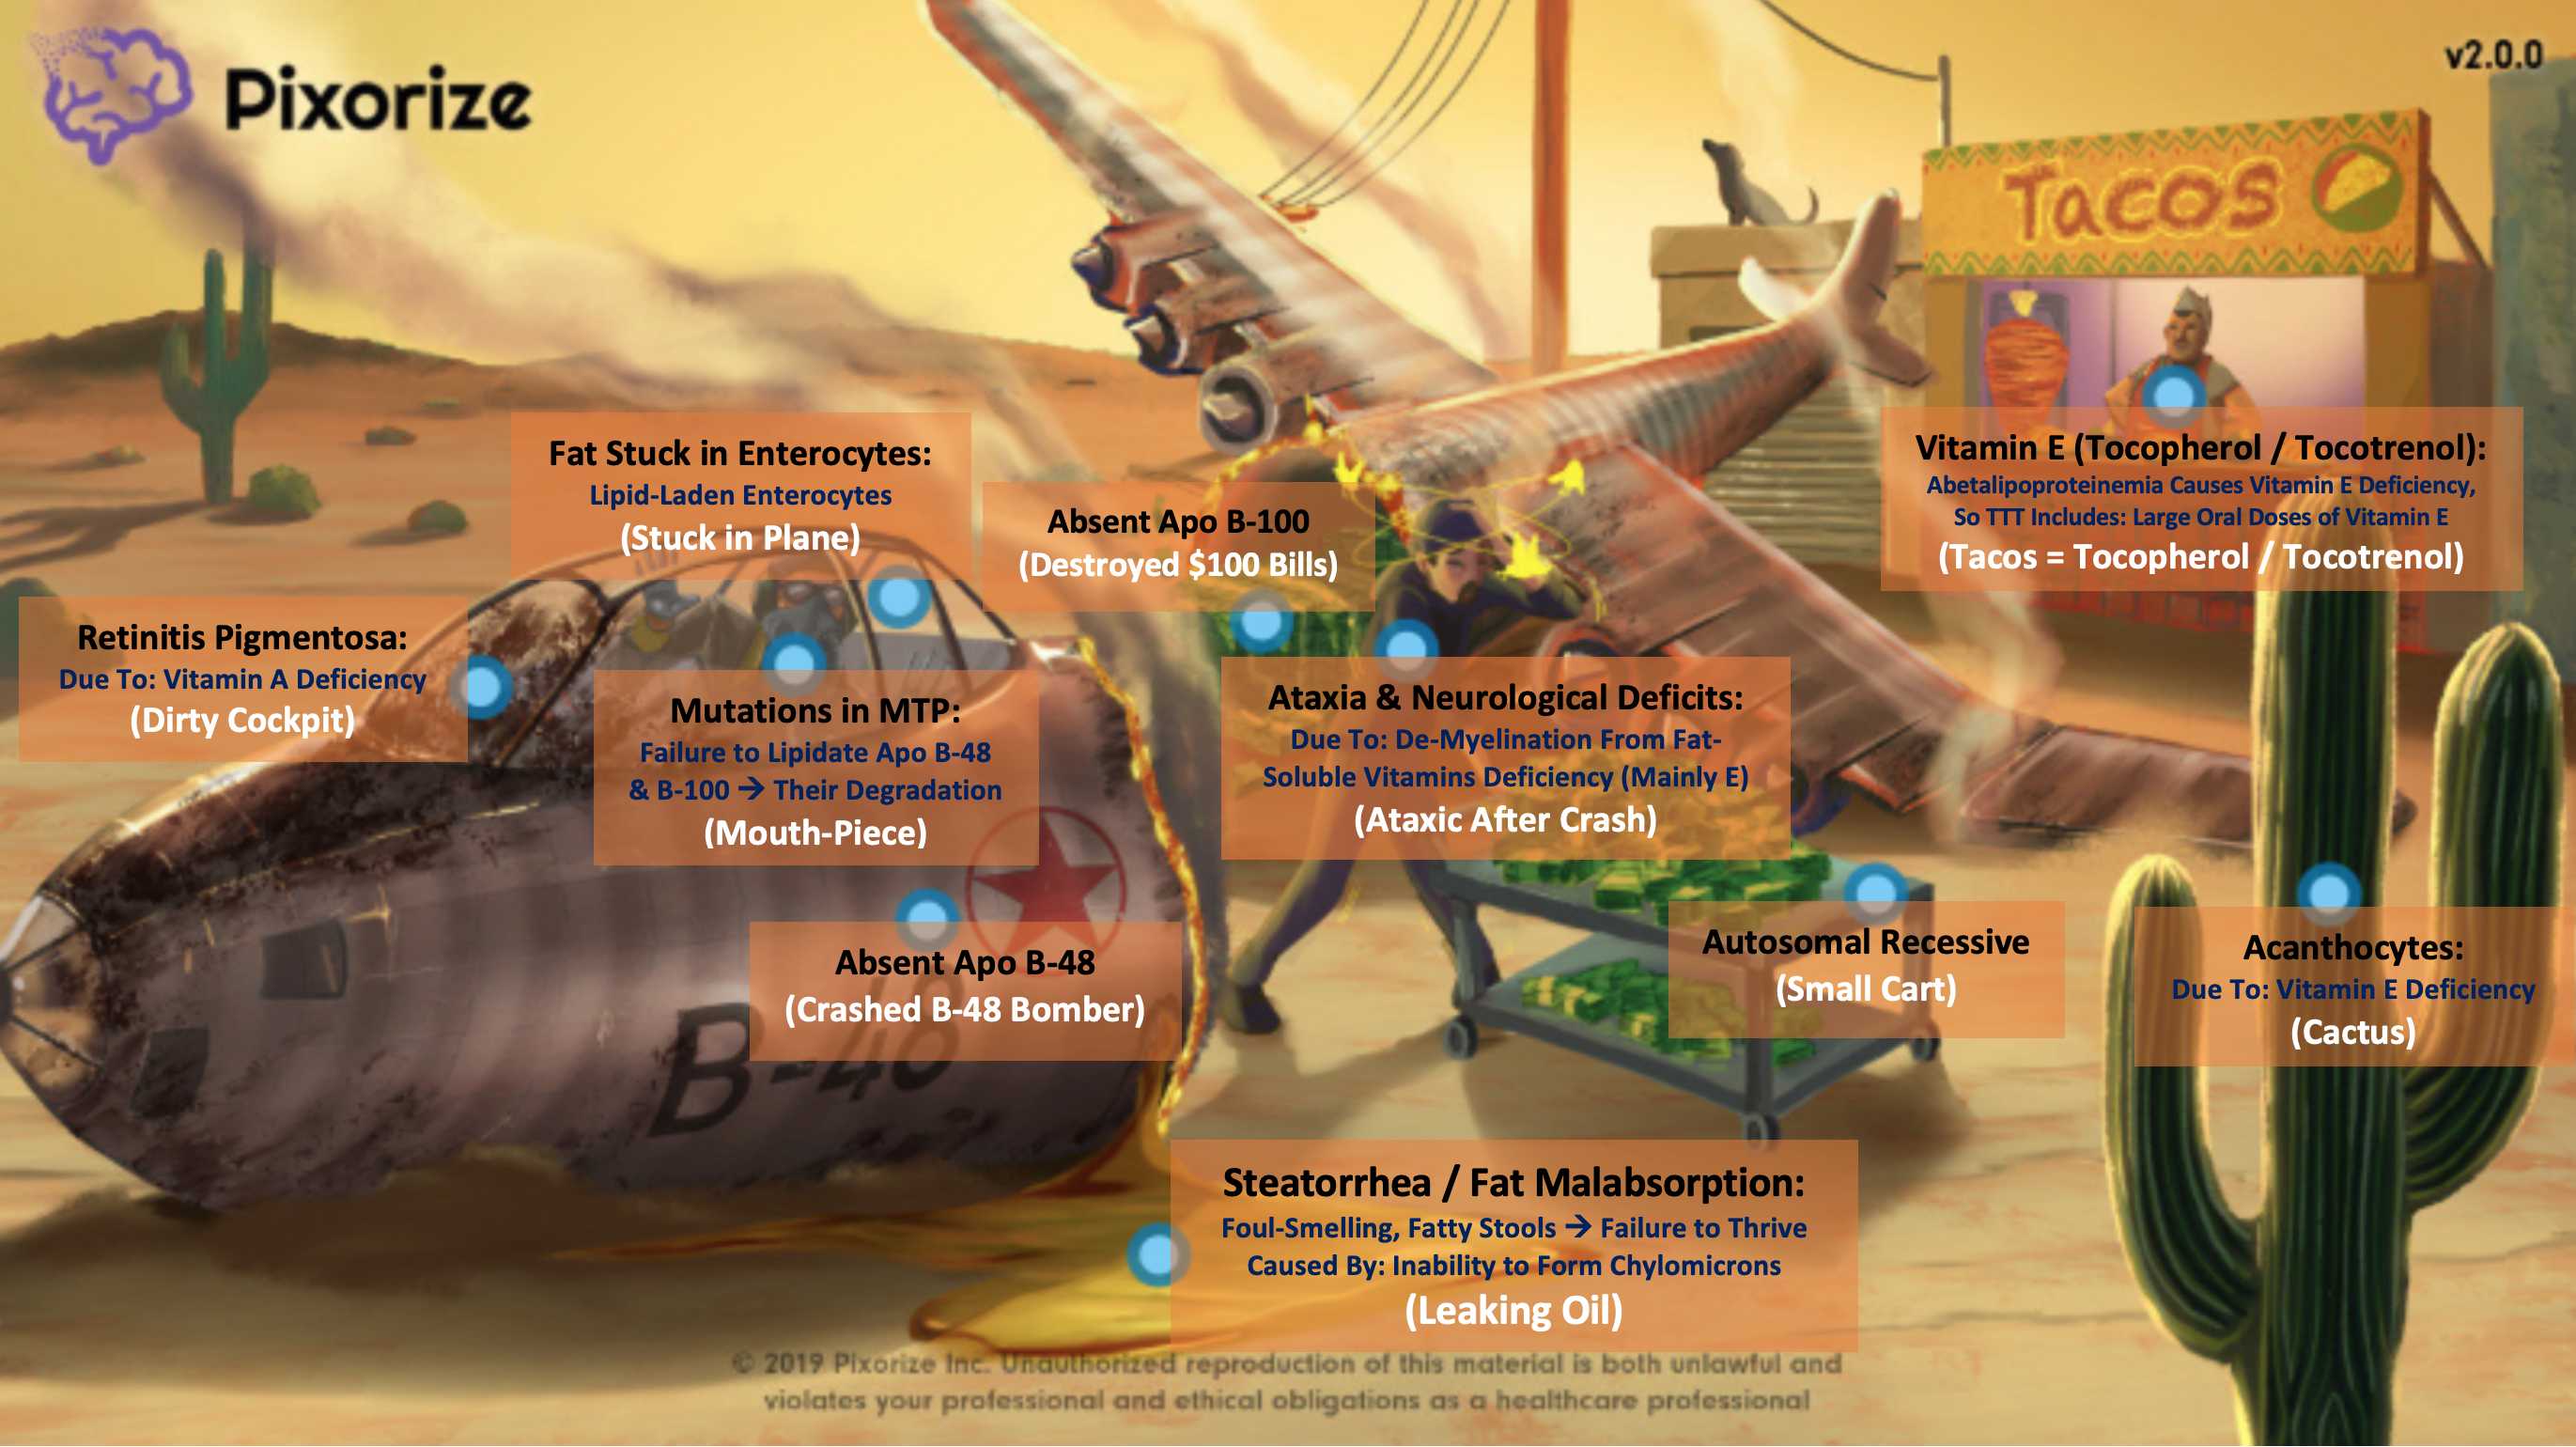 Pixorize
v2.0.0
Tacos
Fat Stuck in Enterocytes:
Lipid-Laden Enterocytes
(Stuck in Plane)
Absent Apo B-100
(Destroyed $100 Bills)
Vitamin E (Tocopherol / Tocotrenol):
Abetalipoproteinemia Causes Vitamin E Deficiency,
So TTT Includes: Large Oral Doses of Vitamin E
(Tacos = Tocopherol / Tocotrenol)
Retinitis Pigmentosa:
Due To: Vitamin A Deficiency
(Dirty Cockpit)
Mutations in MTP:
Failure to Lipidate Apo B-48
& B-100 → Their Degradation
(Mouth-Piece)
Ataxia & Neurological Deficits:
Due To: De-Myelination From Fat-
Soluble Vitamins Deficiency (Mainly E)
(Ataxic After Crash)
Absent Apo B-48
(Crashed B-48 Bomber)
B-48
Autosomal Recessive
(Small Cart)
Acanthocytes:
Due To: Vitamin E Deficiency
(Cactus)
Steatorrhea / Fat Malabsorption:
Foul-Smelling, Fatty Stools → Failure to Thrive
Caused By: Inability to Form Chylomicrons
(Leaking Oil)
© 2019 Pixorize Inc. Unauthorized reproduction of this material is both unlawful and
violates your professional and ethical obligations as a healthcare professional